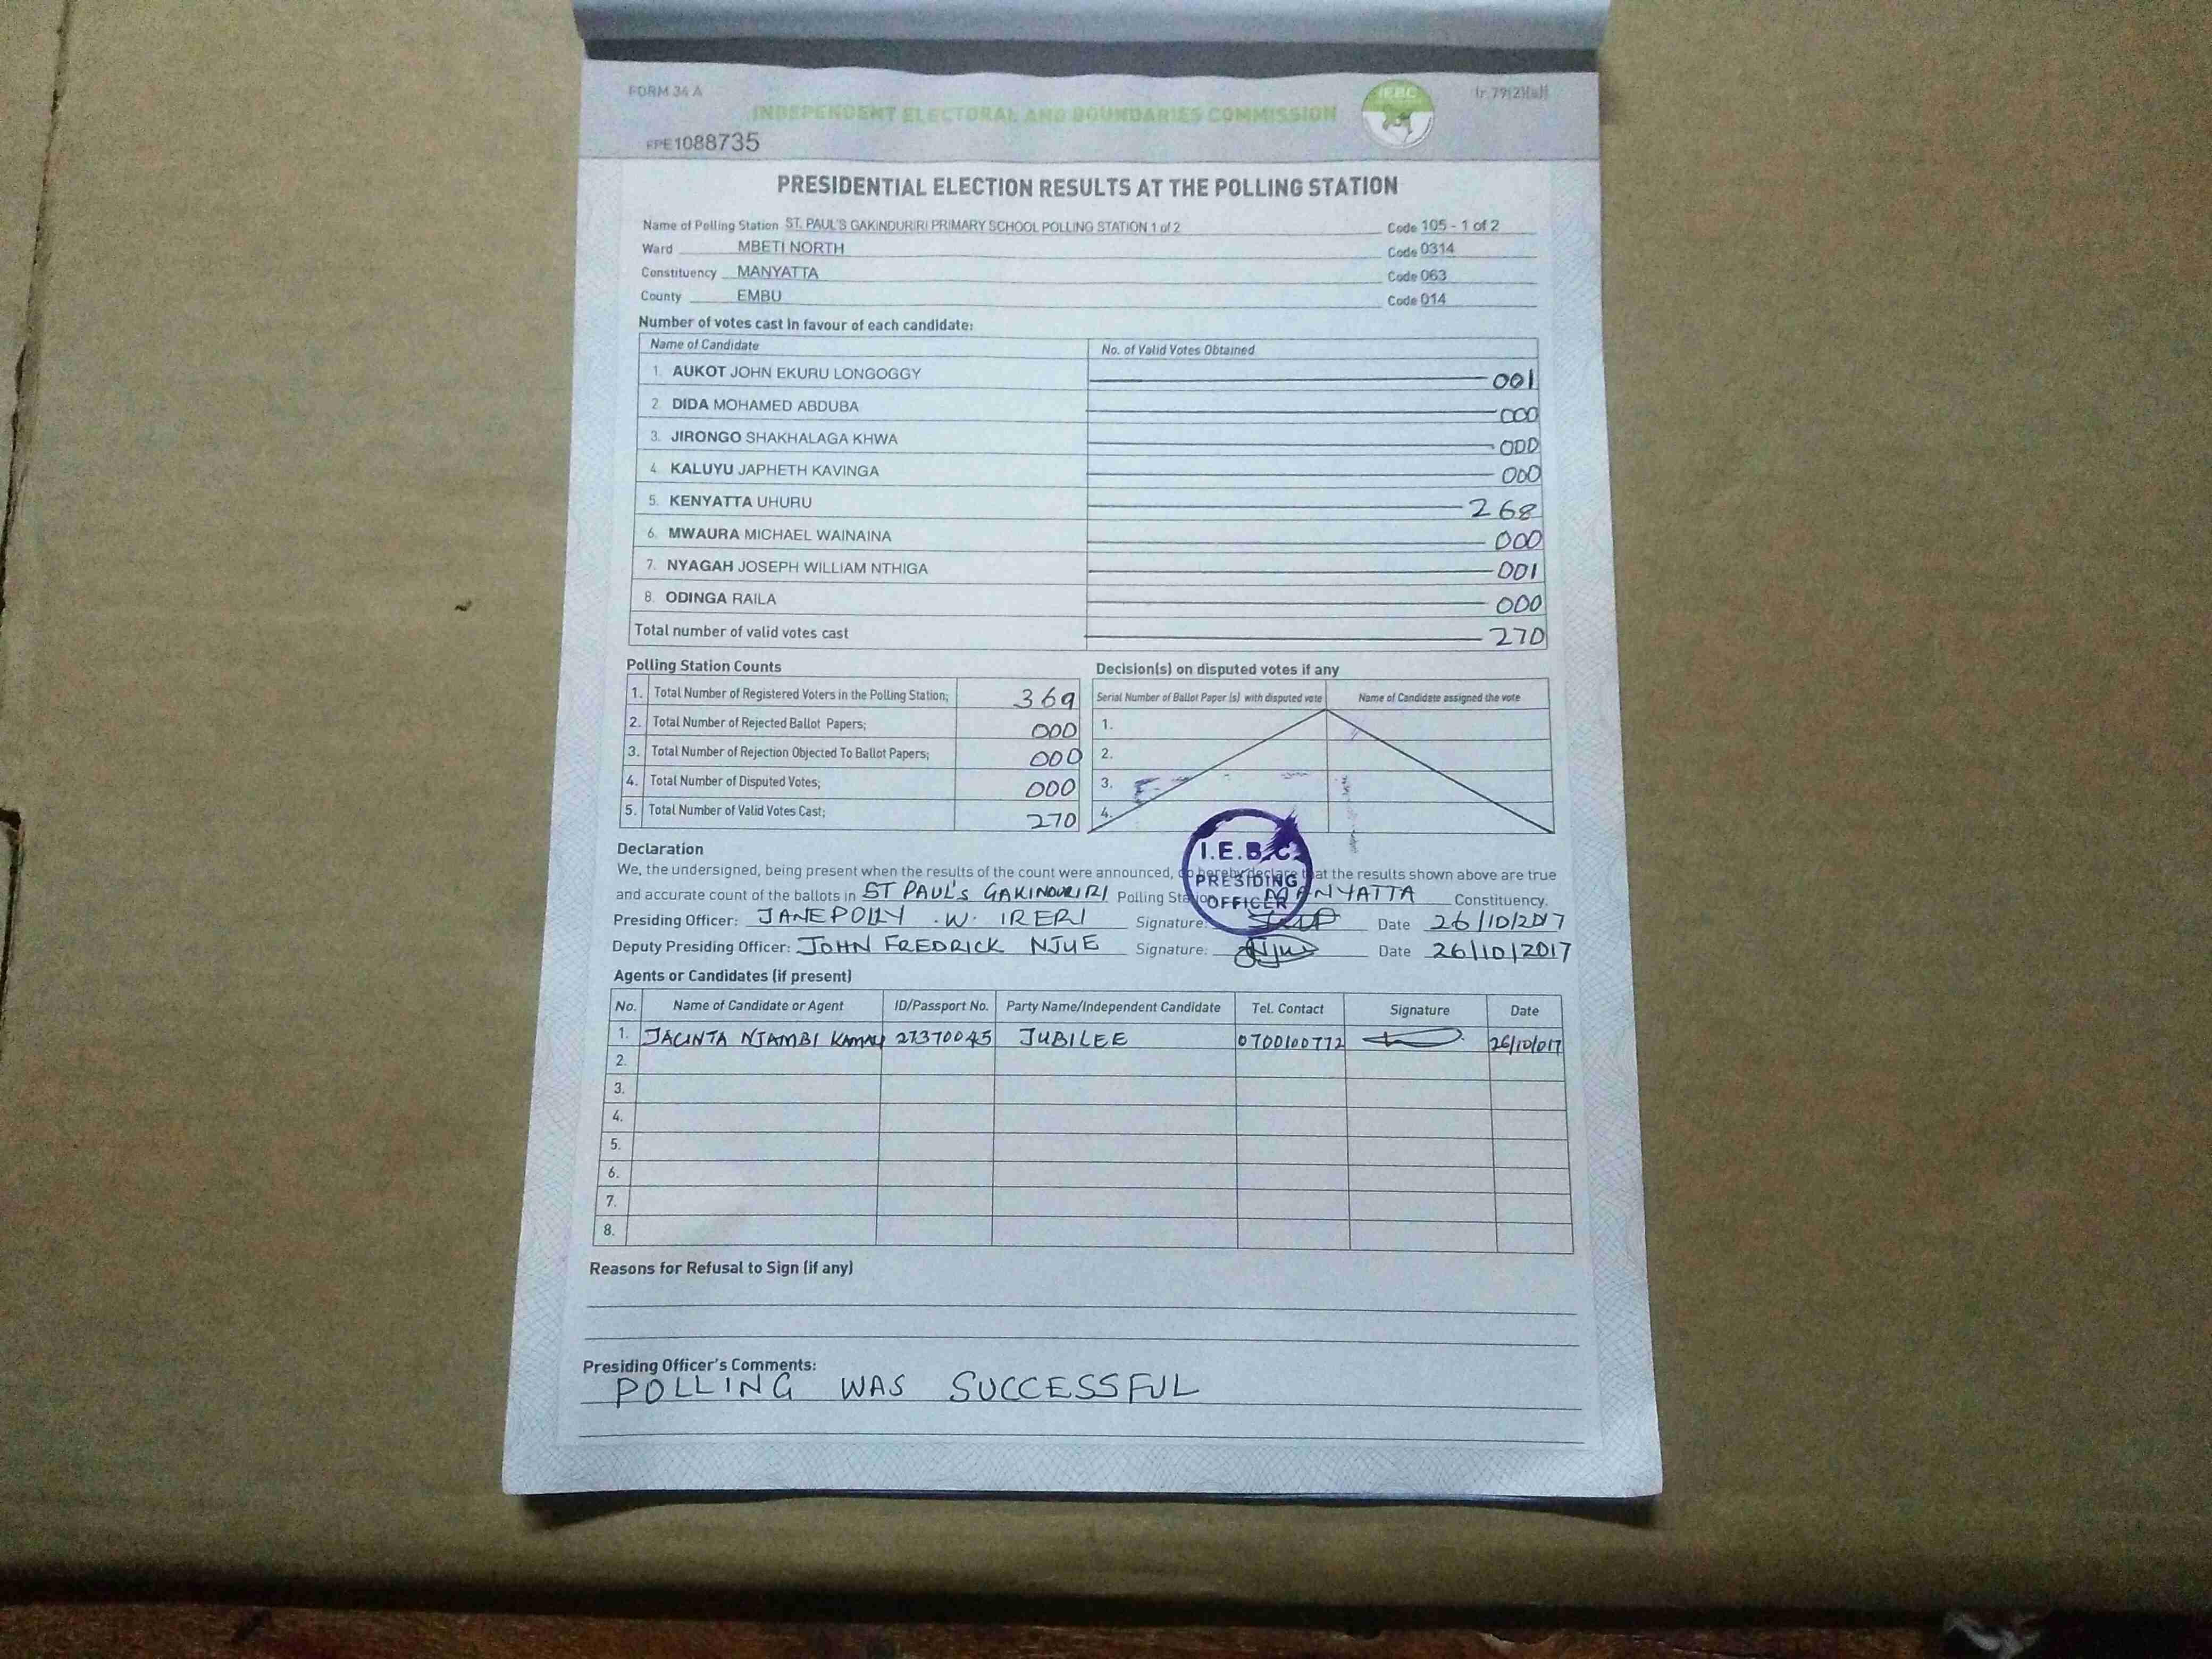 FORM 34 A
INDEPENDENT ELECTORAL AND BOUNDARIES COMMISSION
IEBC
(r. 79(2)(a))
PPE1088735
PRESIDENTIAL ELECTION RESULTS AT THE POLLING STATION
Name of Polling Station ST. PAUL'S GAKINDURIRI PRIMARY SCHOOL POLLING STATION 1 of 2 Code 105 - 1 of 2
Ward MBETI NORTH Code 0314
Constituency MANYATTA Code 063
County EMBU Code 014
Number of votes cast in favour of each candidate:
Name of Candidate No. of Valid Votes Obtained
1. AUKOT JOHN EKURU LONGOGGY 001
2. DIDA MOHAMED ABDUBA 000
3. JIRONGO SHAKHALAGA KHWA 000
4. KALUYU JAPHETH KAVINGA 000
5. KENYATTA UHURU 268
6. MWAURA MICHAEL WAINAINA 000
7. NYAGAH JOSEPH WILLIAM NTHIGA 001
8. ODINGA RAILA 000
Total number of valid votes cast 270
Polling Station Counts
1. Total Number of Registered Voters in the Polling Station; 369
2. Total Number of Rejected Ballot Papers; 000
3. Total Number of Rejection Objected To Ballot Papers; 000
4. Total Number of Disputed Votes; 000
5. Total Number of Valid Votes Cast; 270
Decision(s) on disputed votes if any
Serial Number of Ballot Paper (s) with disputed vote Name of Candidate assigned the vote
1.
2.
3.
4.
I.E.B.C.
PRESIDING
OFFICER
Declaration
We, the undersigned, being present when the results of the count were announced, do hereby declare that the results shown above are true
and accurate count of the ballots in ST PAUL'S GAKINDURIRI Polling Station MANYATTA Constituency.
Presiding Officer: JANEPOLLY .W. IRERI Signature: Date 26/10/2017
Deputy Presiding Officer: JOHN FREDRICK NJUE Signature: Njue Date 26/10/2017
Agents or Candidates (if present)
No. Name of Candidate or Agent ID/Passport No. Party Name/Independent Candidate Tel. Contact Signature Date
1. JACINTA NJAMBI KAMAU 27370045 JUBILEE 0700100772 26/10/017
2.
3.
4.
5.
6.
7.
8.
Reasons for Refusal to Sign (if any)
Presiding Officer's Comments:
POLLING WAS SUCCESSFUL